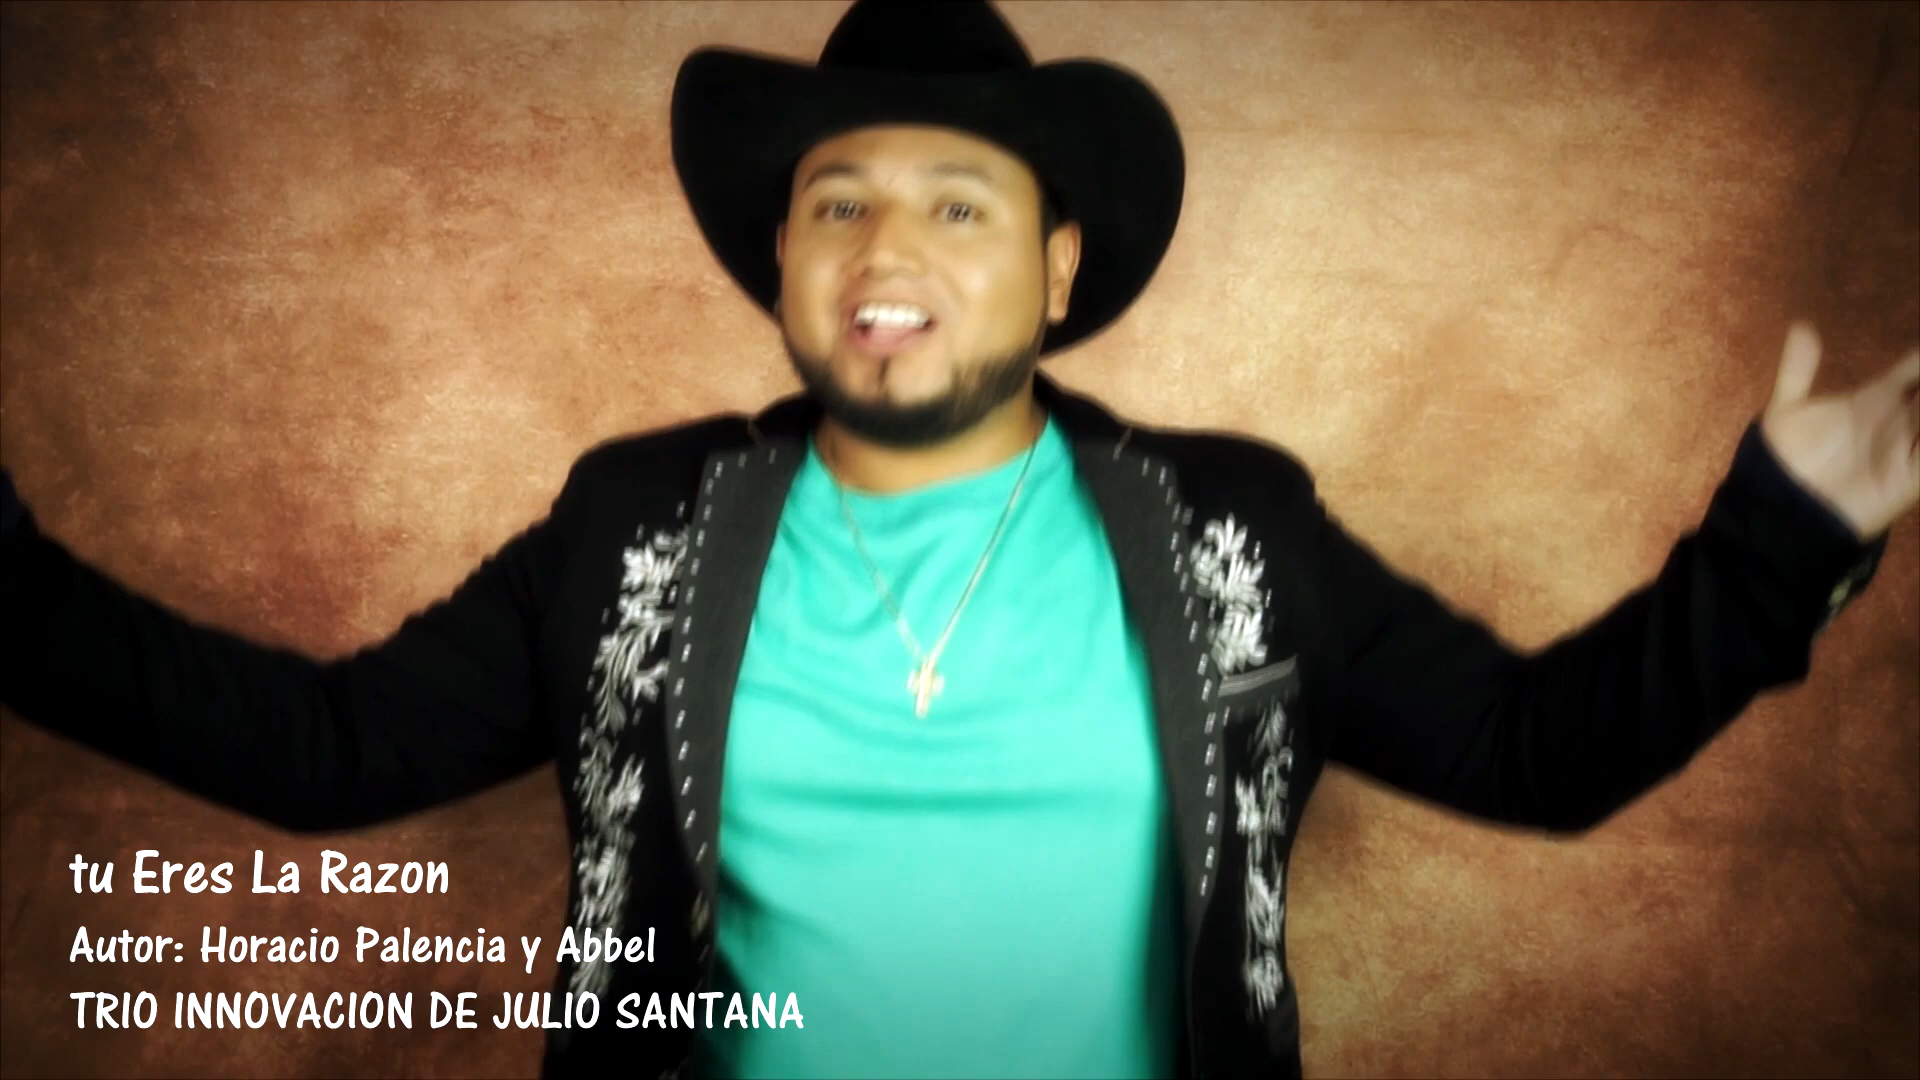 tu Eres La Razon
Autor: Horacio Palencia y Abbel
TRIO INNOVACION DE JULIO SANTANA